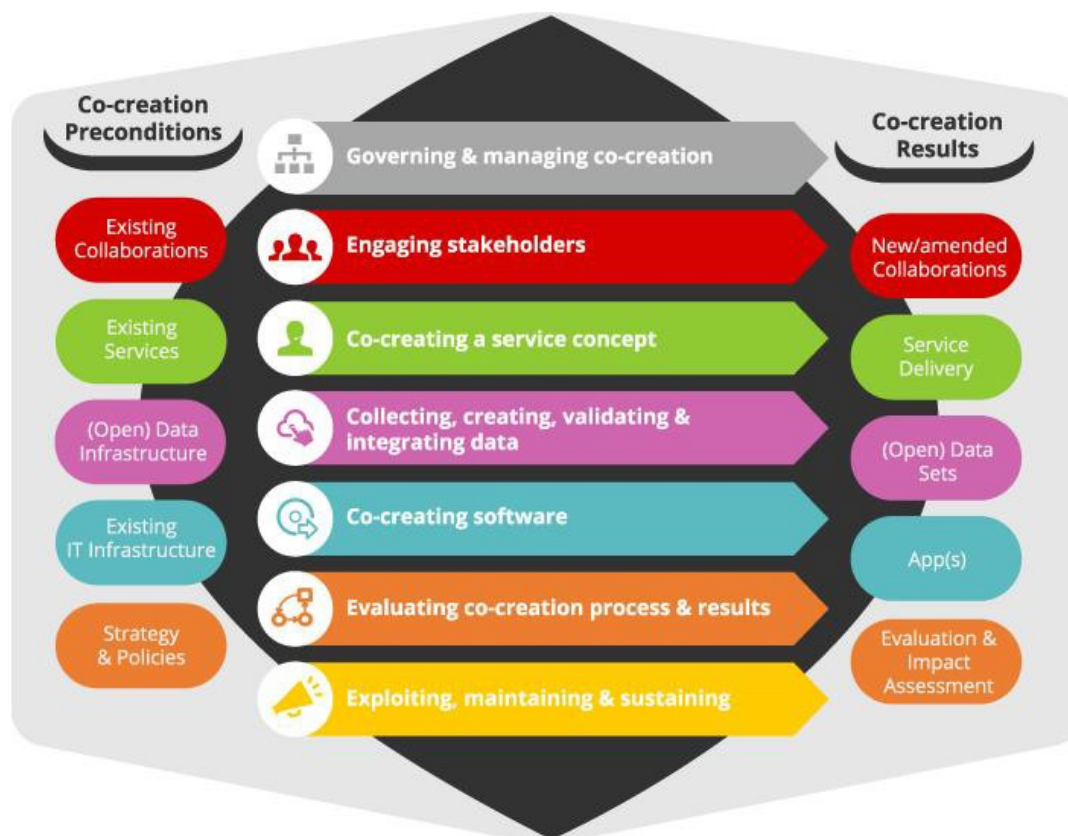 Co-creation
Preconditions
Existing
Collaborations
Existing
Services
(Open) Data
Infrastructure
Existing
IT Infrastructure
Strategy
& Policies
Governing & managing co-creation
Engaging stakeholders
Co-creating a service concept
Collecting, creating, validating &
integrating data
Co-creating software
Evaluating co-creation process & results
Exploiting, maintaining & sustaining
Co-creation
Results
New/amended
Collaborations
Service
Delivery
(Open) Data
Sets
App(s)
Evaluation &
Impact
Assessment